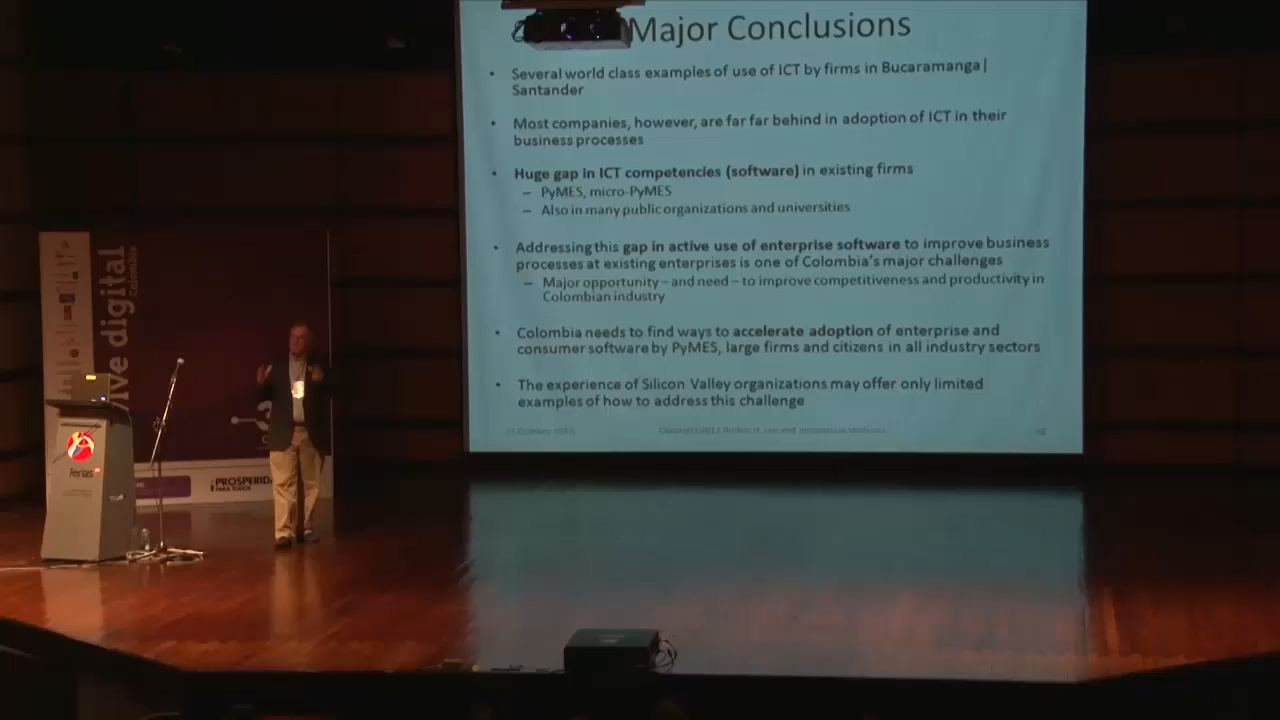 Major Conclusions
• Several world class examples of use of ICT by firms in Bucaramanga|
Santander
• Most companies, however, are far far behind in adoption of ICT in their
business processes
• Huge gap in ICT competencies (software) in existing firms
– PyMES, micro-PyMES
– Also in many public organizations and universities
• Addressing this gap in active use of enterprise software to improve business
processes at existing enterprises is one of Colombia's major challenges
– Major opportunity – and need – to improve competitiveness and productivity in
Colombian industry
• Colombia needs to find ways to accelerate adoption of enterprise and
consumer software by PyMES, large firms and citizens in all industry sectors
• The experience of Silicon Valley organizations may offer only limited
examples of how to address this challenge
ive digital
Colombia
ferias
PROSPERIDA
PARA TODOS